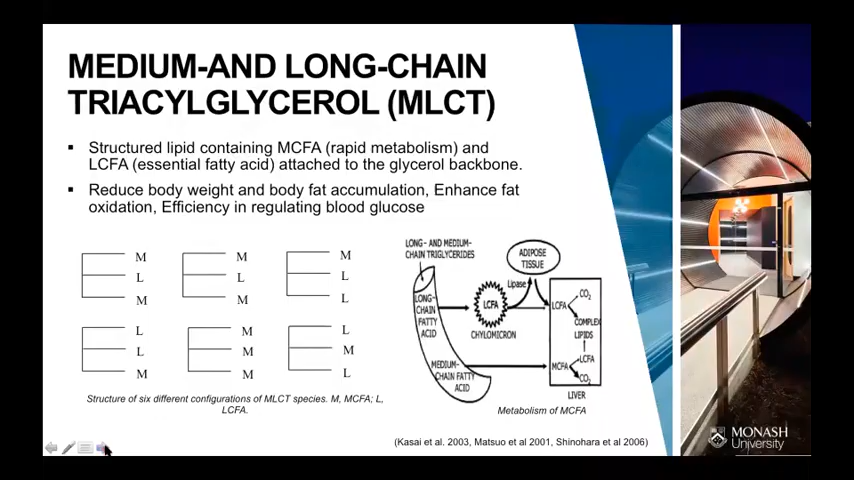 MEDIUM-AND LONG-CHAIN
TRIACYLGLYCEROL (MLCT)
▪ Structured lipid containing MCFA (rapid metabolism) and
LCFA (essential fatty acid) attached to the glycerol backbone.
▪ Reduce body weight and body fat accumulation, Enhance fat
oxidation, Efficiency in regulating blood glucose
M
L
M
M
L
M
M
L
L
L
L
M
M
M
M
L
M
L
Structure of six different configurations of MLCT species. M, MCFA; L,
LCFA.
LONG- AND MEDIUM-
CHAIN TRIGLYCERIDES
LONG-
CHAIN
FATTY
ACID
MEDIUM-
CHAIN FATTY
ACID
LCFA
CHYLOMICRON
Lipase
ADIPOSE
TISSUE
LCFA
CO2
COMPLEX
LIPIDS
LCFA
MCFA
CO2
LIVER
Metabolism of MCFA
(Kasai et al. 2003, Matsuo et al 2001, Shinohara et al 2006)
MONASH
University